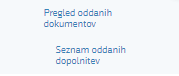 Pregled oddanih
dokumentov
Seznam oddanih
dopolnitev